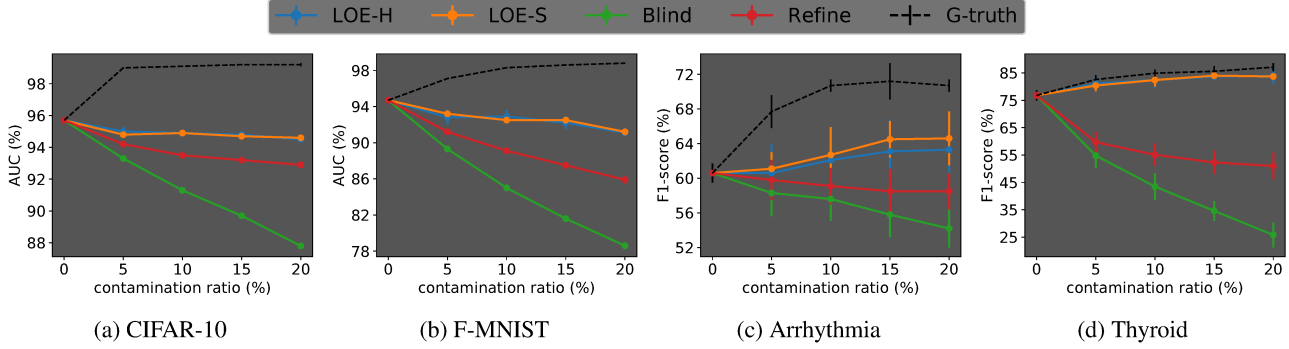 LOE-H LOE-S Blind Refine G-truth
AUC (%)
98
96
94
92
90
88
0 5 10 15 20
contamination ratio (%)
(a) CIFAR-10
AUC (%)
98
94
90
86
82
78
0 5 10 15 20
contamination ratio (%)
(b) F-MNIST
F1-score (%)
72
68
64
60
56
52
0 5 10 15 20
contamination ratio (%)
(c) Arrhythmia
F1-score (%)
85
75
65
55
45
35
25
0 5 10 15 20
contamination ratio (%)
(d) Thyroid